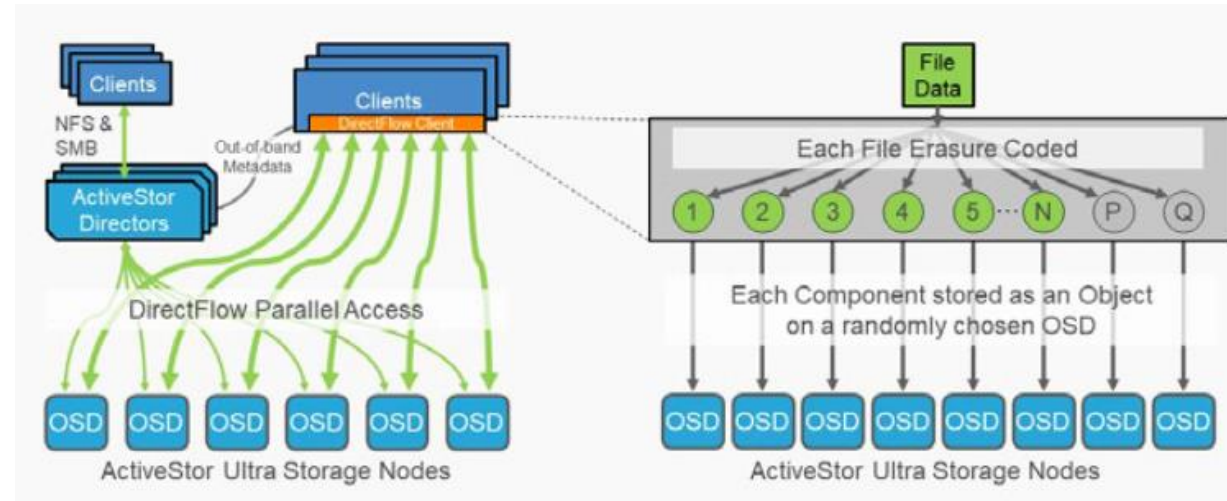 Clients
NFS &
SMB
Out-of-band
Metadata
ActiveStor
Directors
Clients
DirectFlow Client
DirectFlow Parallel Access
OSD OSD OSD OSD OSD OSD
ActiveStor Ultra Storage Nodes
File
Data
Each File Erasure Coded
1 2 3 4 5 N P Q
Each Component stored as an Object
on a randomly chosen OSD
OSD OSD OSD OSD OSD OSD OSD OSD
ActiveStor Ultra Storage Nodes